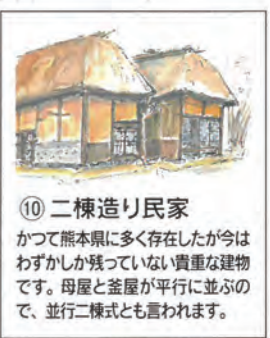 ⑩ 二棟造り民家
かつて熊本県に多く存在したが今は
わずかしか残っていない貴重な建物
です。母屋と釜屋が平行に並ぶの
で、並行二棟式とも言われます。